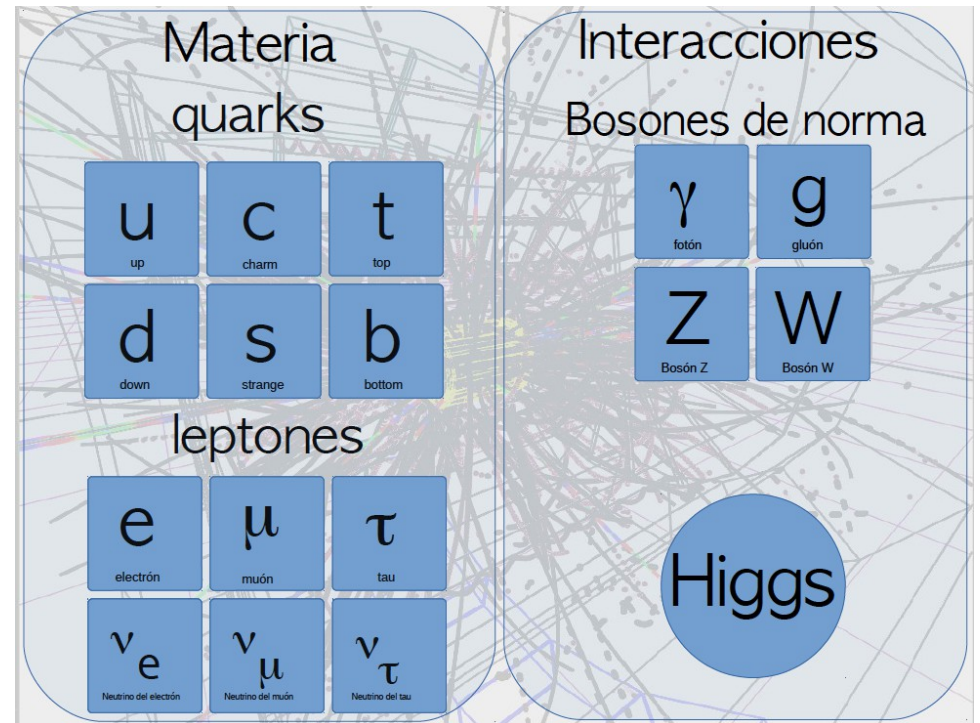 Materia
quarks
u c t
up charm top
d s b
down strange bottom
leptones
e μ τ
electrón muón tau
νe νμ ντ
Neutrino del electrón Neutrino del muón Neutrino del tau
Interacciones
Bosones de norma
γ g
fotón gluón
Z W
Bosón Z Bosón W
Higgs